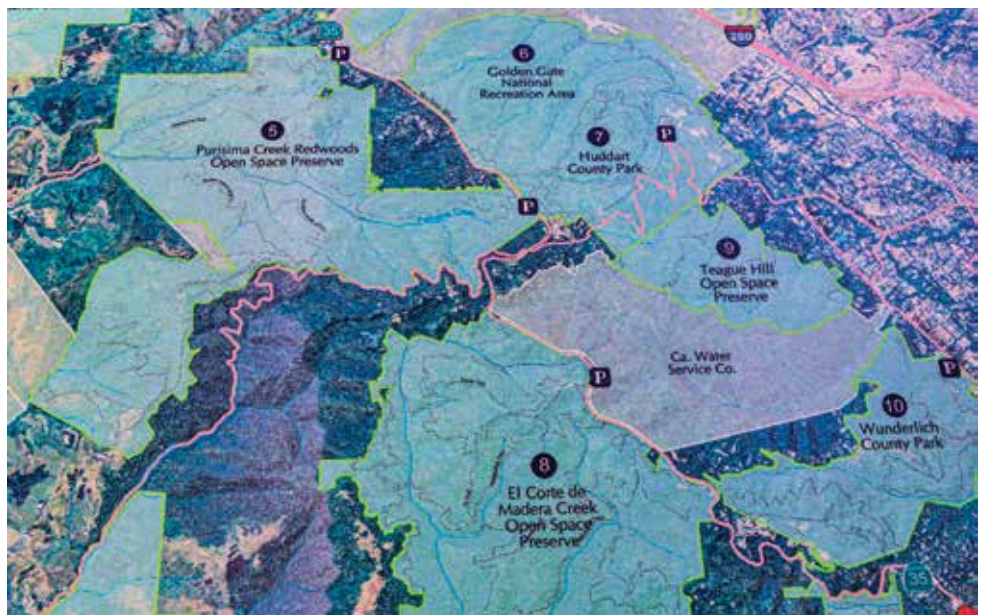 35
P
280
6
Golden Gate
National
Recreation Area
5
Purisima Creek Redwoods
Open Space Preserve
7
P
Huddart
County Park
P
9
Teague Hill
Open Space
Preserve
Ca. Water
Service Co.
P
P
10
Wunderlich
County Park
8
El Corte de
Madera Creek
Open Space
Preserve
35